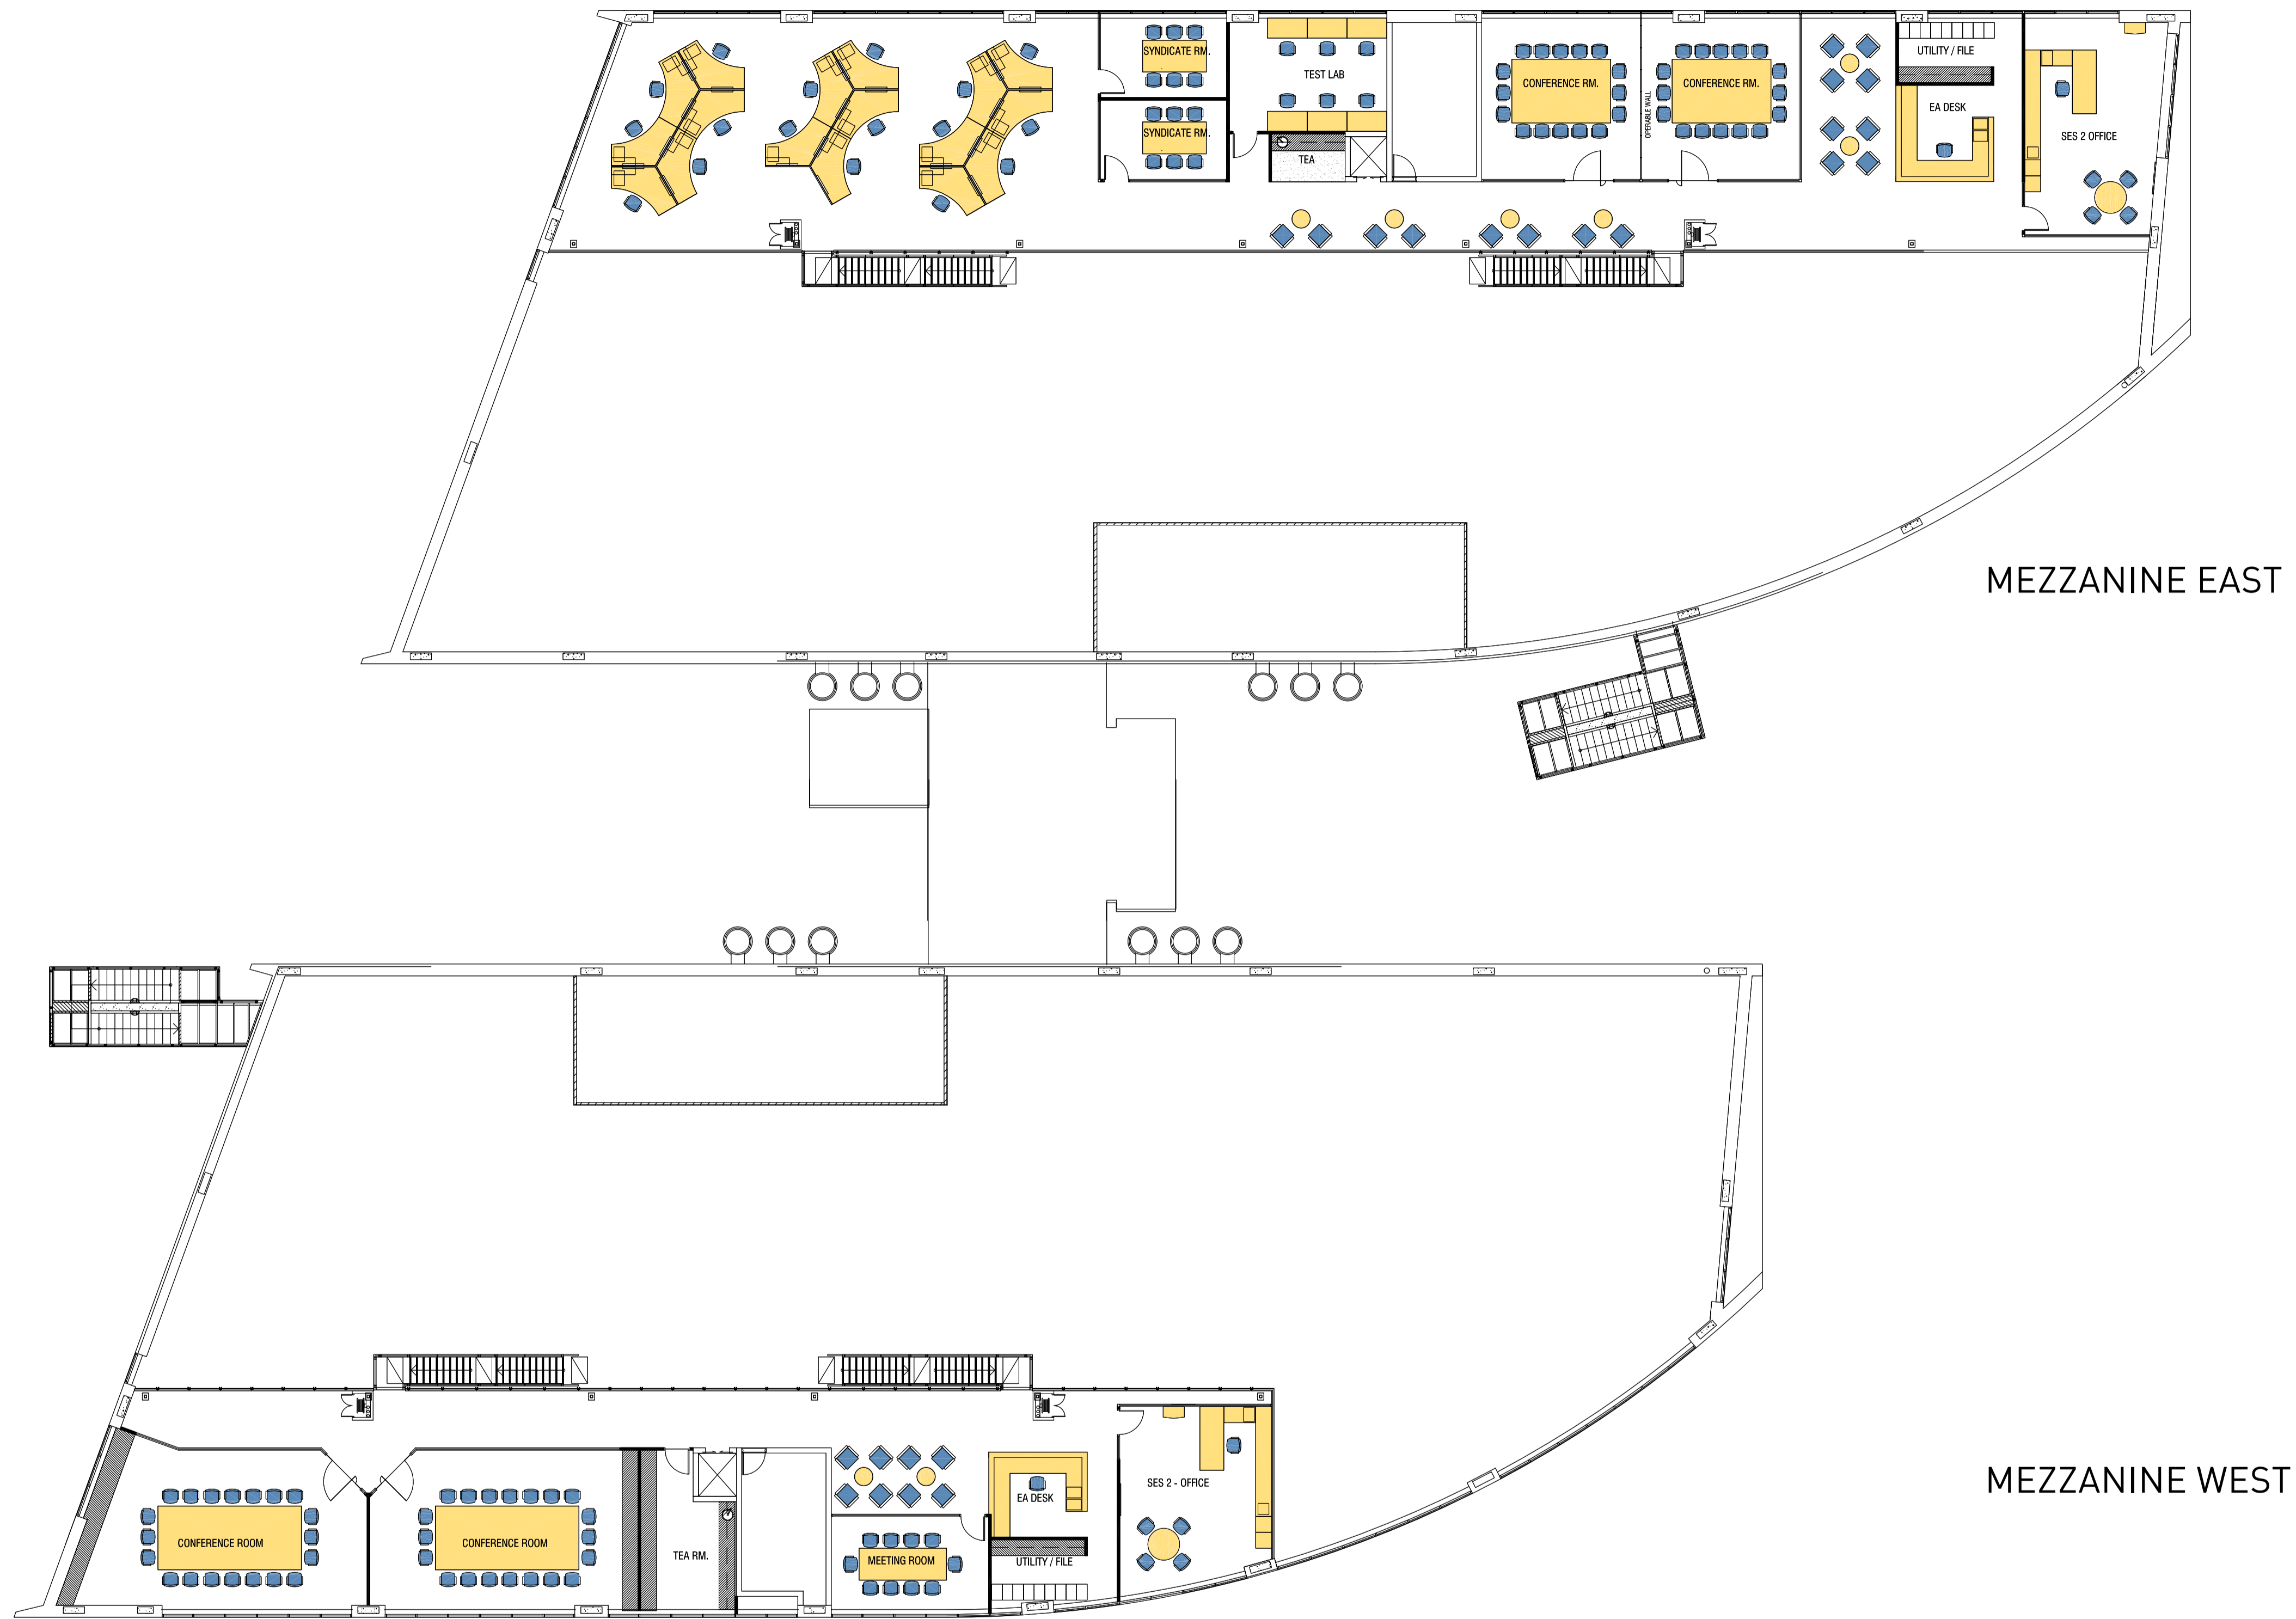 SYNDICATE RM.
TEST LAB
UTILITY / FILE
CONFERENCE RM.
CONFERENCE RM.
OPERABLE WALL
EA DESK
SYNDICATE RM.
SES 2 OFFICE
TEA
MEZZANINE EAST
MEZZANINE WEST
SES 2 - OFFICE
EA DESK
CONFERENCE ROOM
CONFERENCE ROOM
TEA RM.
MEETING ROOM
UTILITY / FILE